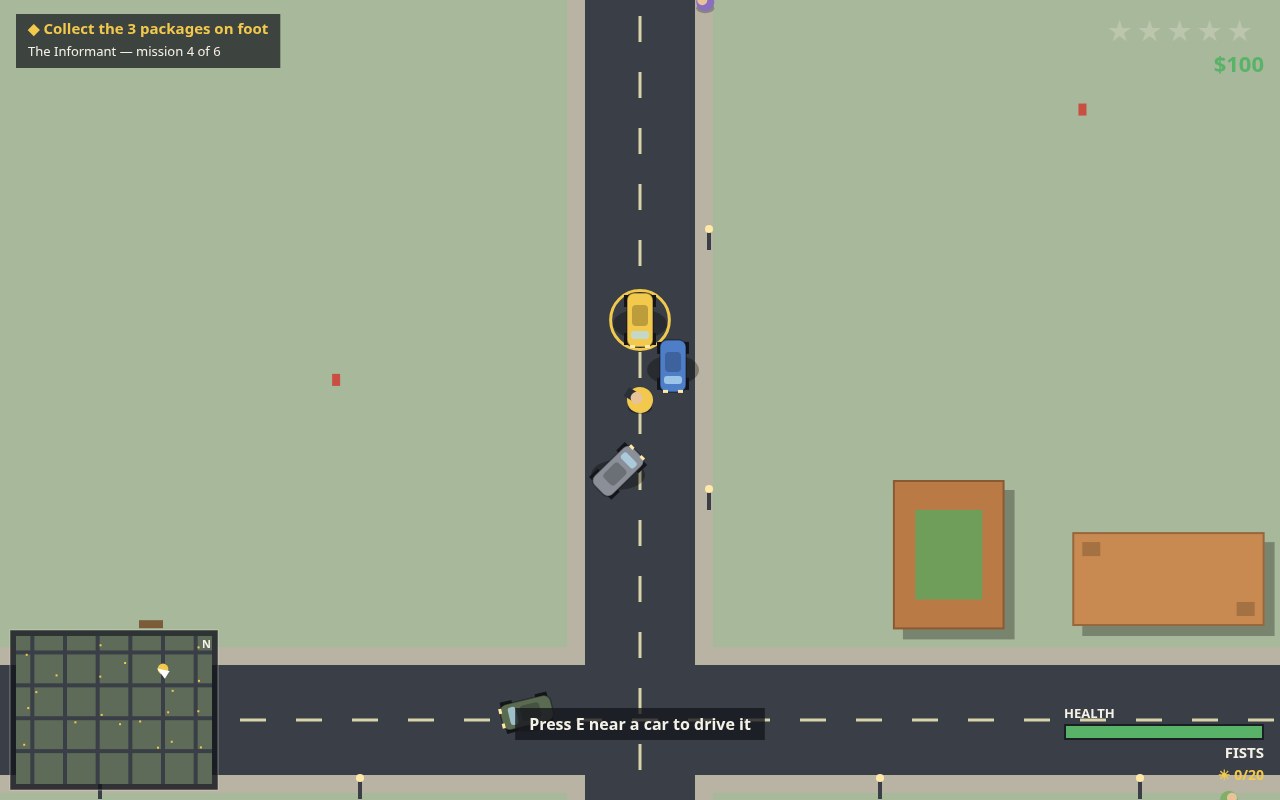 ◆ Collect the 3 packages on foot
The Informant — mission 4 of 6
★★★★★
$100
N
Press E near a car to drive it
HEALTH
FISTS
☀ 0/20